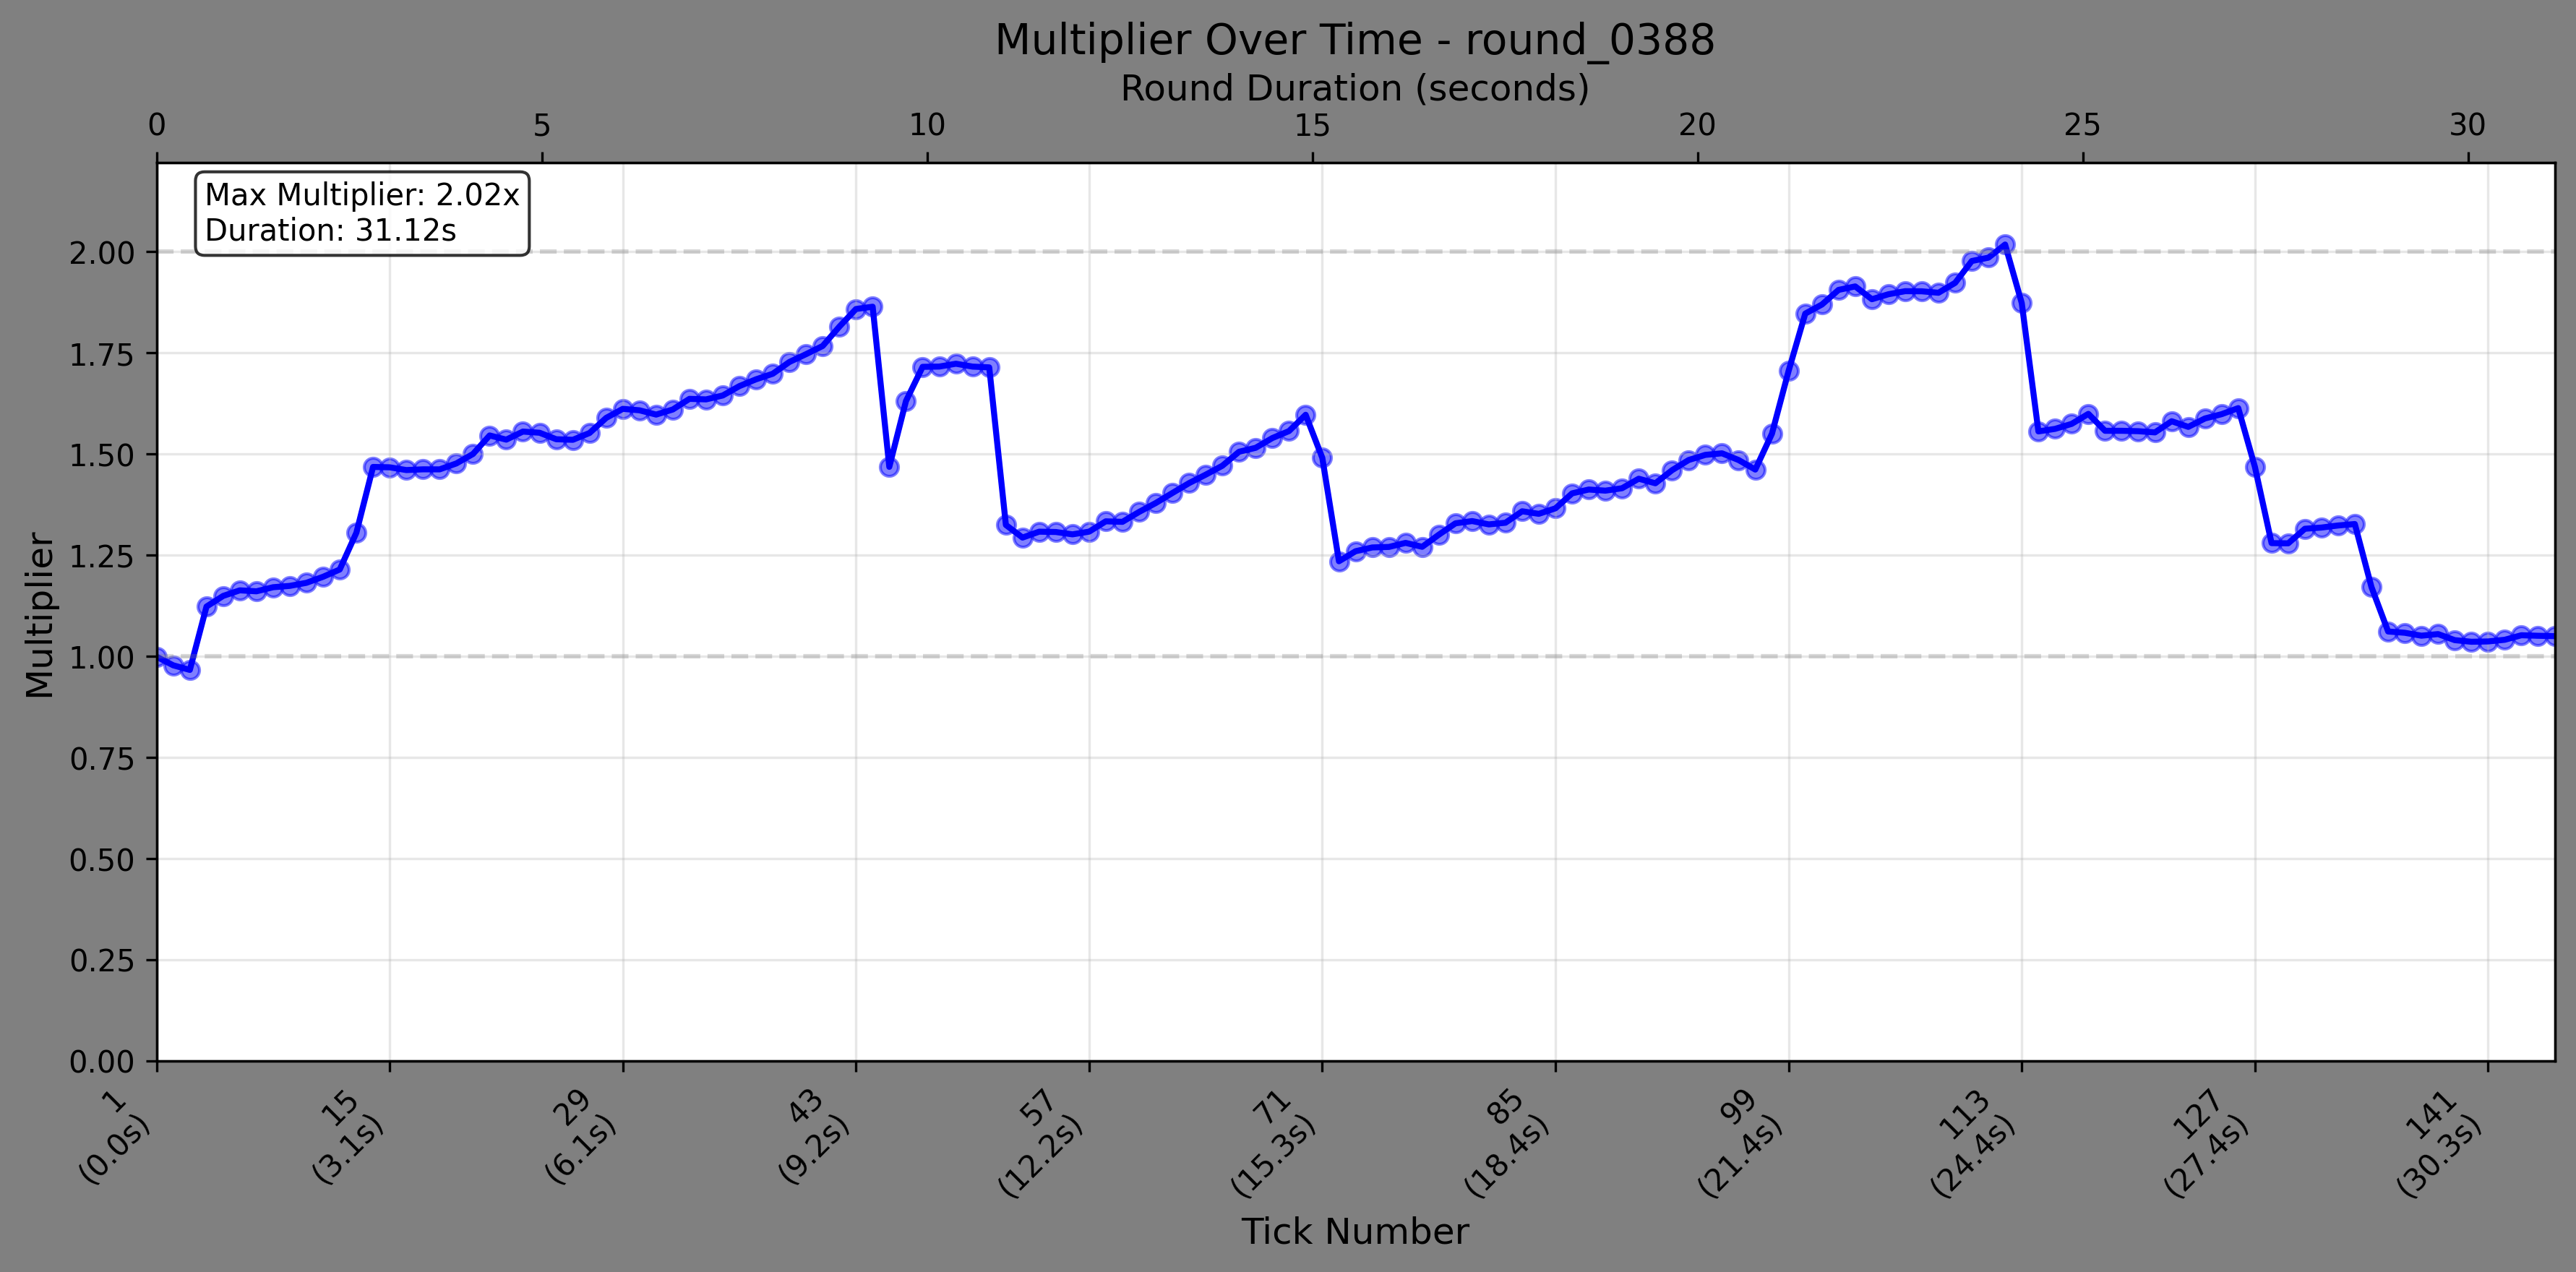 Multiplier Over Time - round_0388
Round Duration (seconds)
0 5 10 15 20 25 30
Max Multiplier: 2.02x
Duration: 31.12s
Multiplier
2.00
1.75
1.50
1.25
1.00
0.75
0.50
0.25
0.00
1
(0.0s)
15
(3.1s)
29
(6.1s)
43
(9.2s)
57
(12.2s)
71
(15.3s)
85
(18.4s)
99
(21.4s)
113
(24.4s)
127
(27.4s)
141
(30.3s)
Tick Number